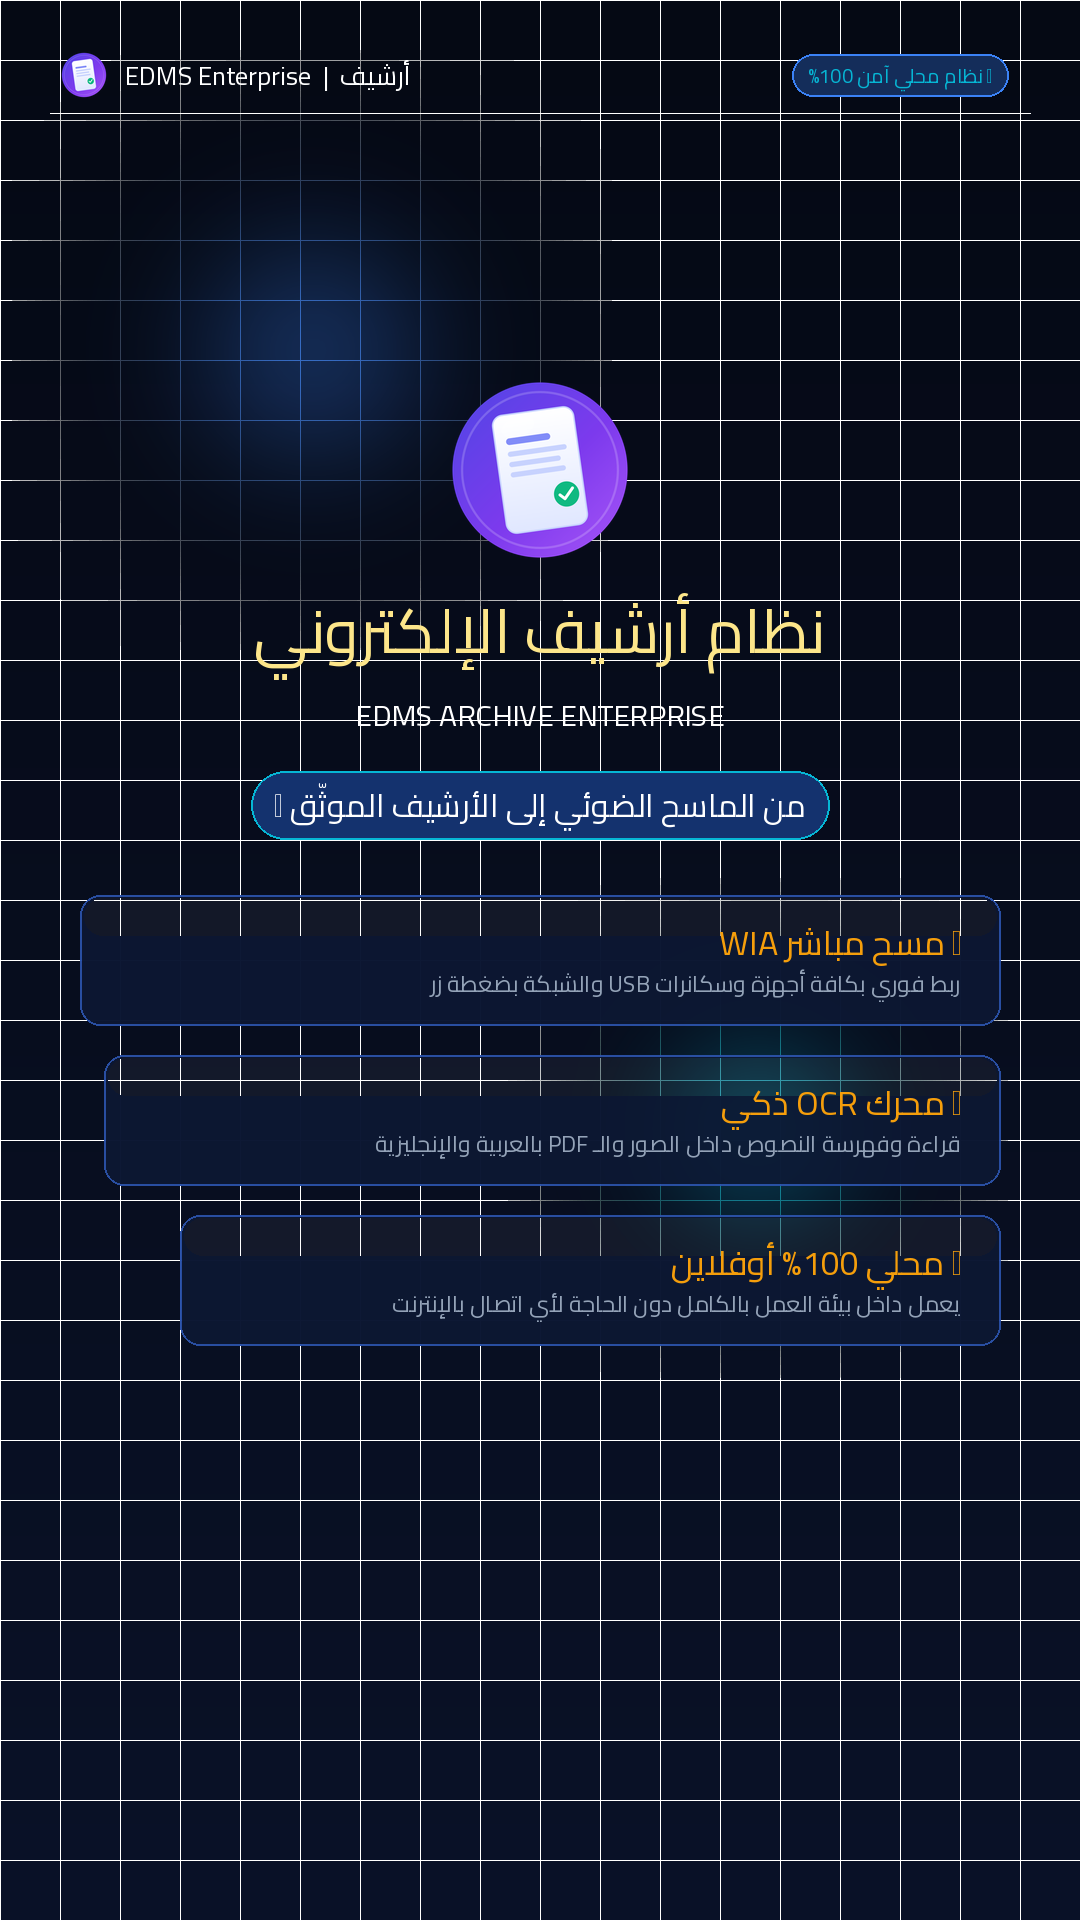 أرشيف | EDMS Enterprise
نظام محلي آمن 100%
نظام أرشيف الإلكتروني
EDMS ARCHIVE ENTERPRISE
من الماسح الضوئي إلى الأرشيف الموثّق
مسح مباشر WIA
ربط فوري بكافة أجهزة وسكانرات USB والشبكة بضغطة زر
محرك OCR ذكي
قراءة وفهرسة النصوص داخل الصور والـ PDF بالعربية والإنجليزية
محلي 100% أوفلاين
يعمل داخل بيئة العمل بالكامل دون الحاجة لأي اتصال بالإنترنت